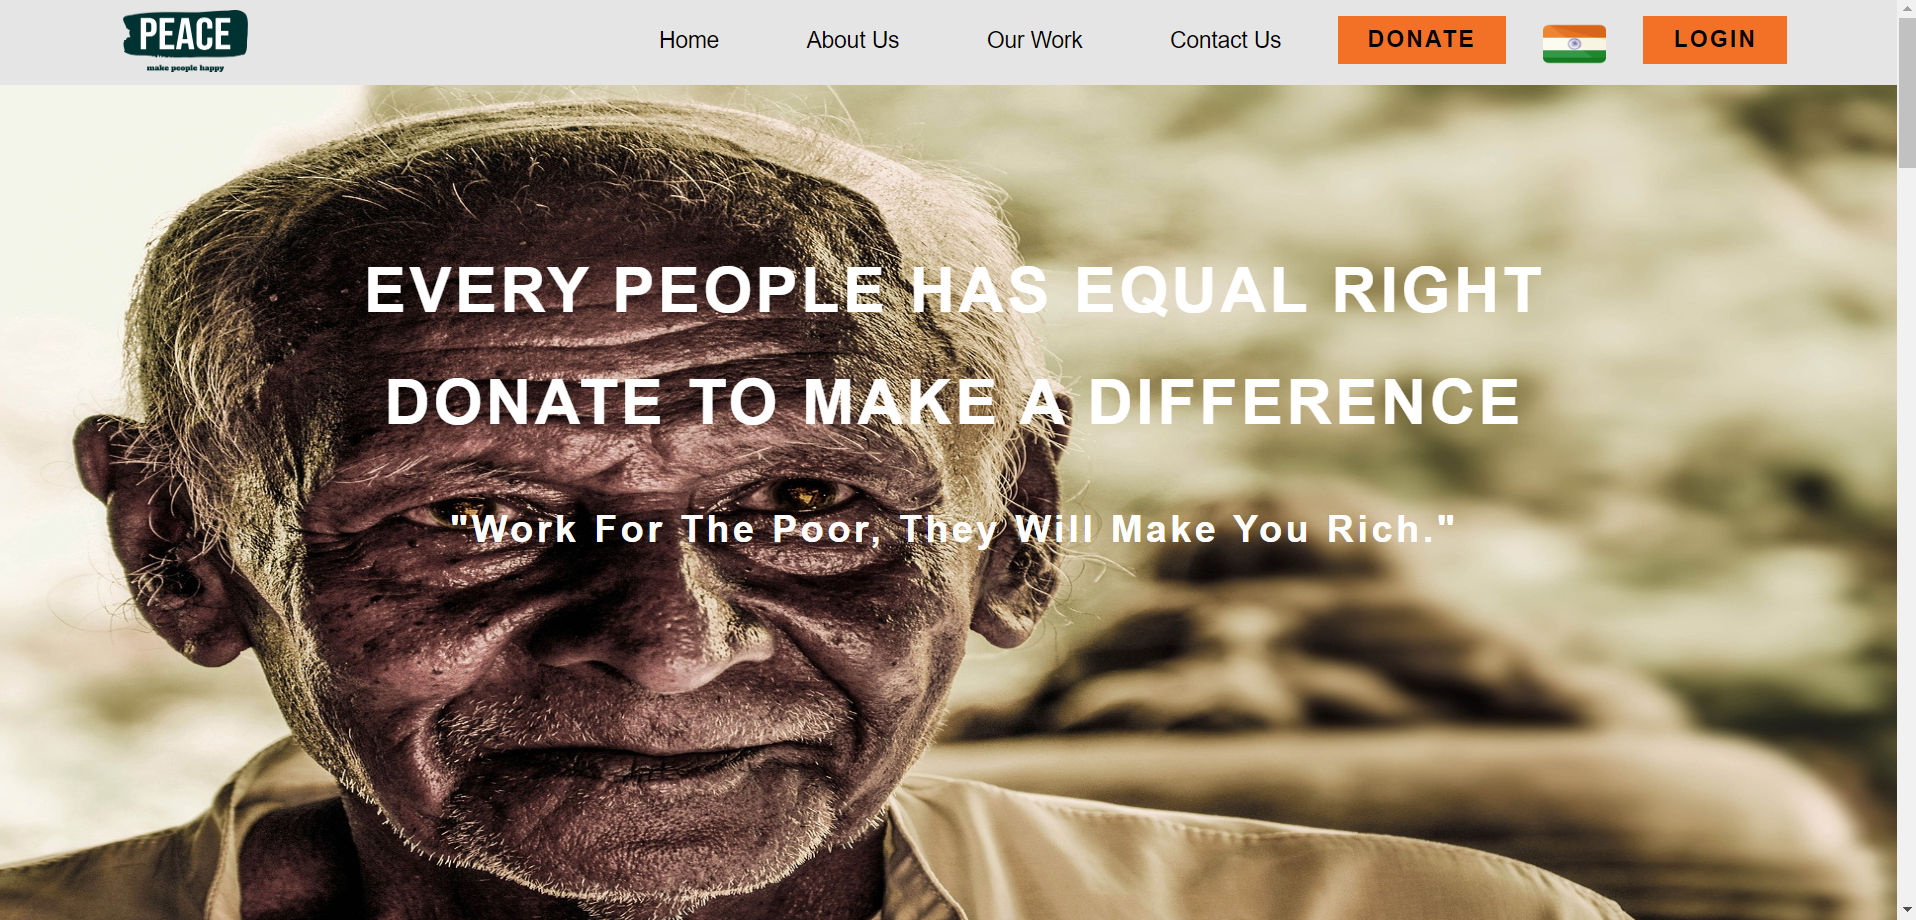 PEACE
make people happy
Home
About Us
Our Work
Contact Us
DONATE
LOGIN
EVERY PEOPLE HAS EQUAL RIGHT
DONATE TO MAKE A DIFFERENCE
"Work For The Poor, They Will Make You Rich."